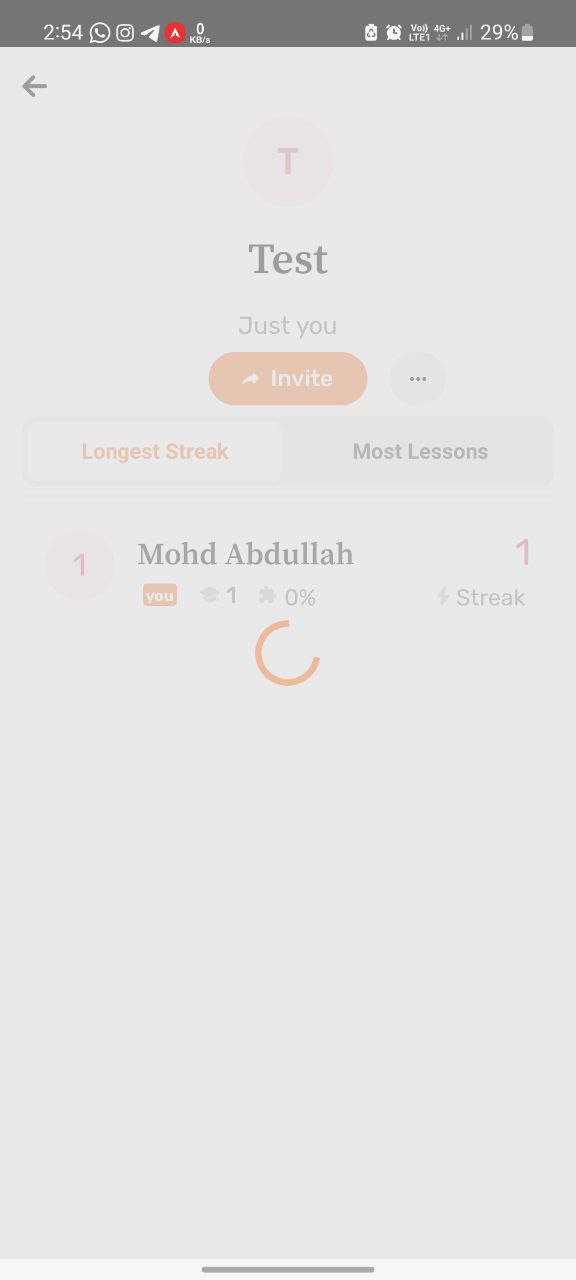 2:54 0 KB/s Vo)) LTE1 4G+ 29%
T
Test
Just you
Invite
Longest Streak Most Lessons
1 Mohd Abdullah 1
you 1 0% Streak